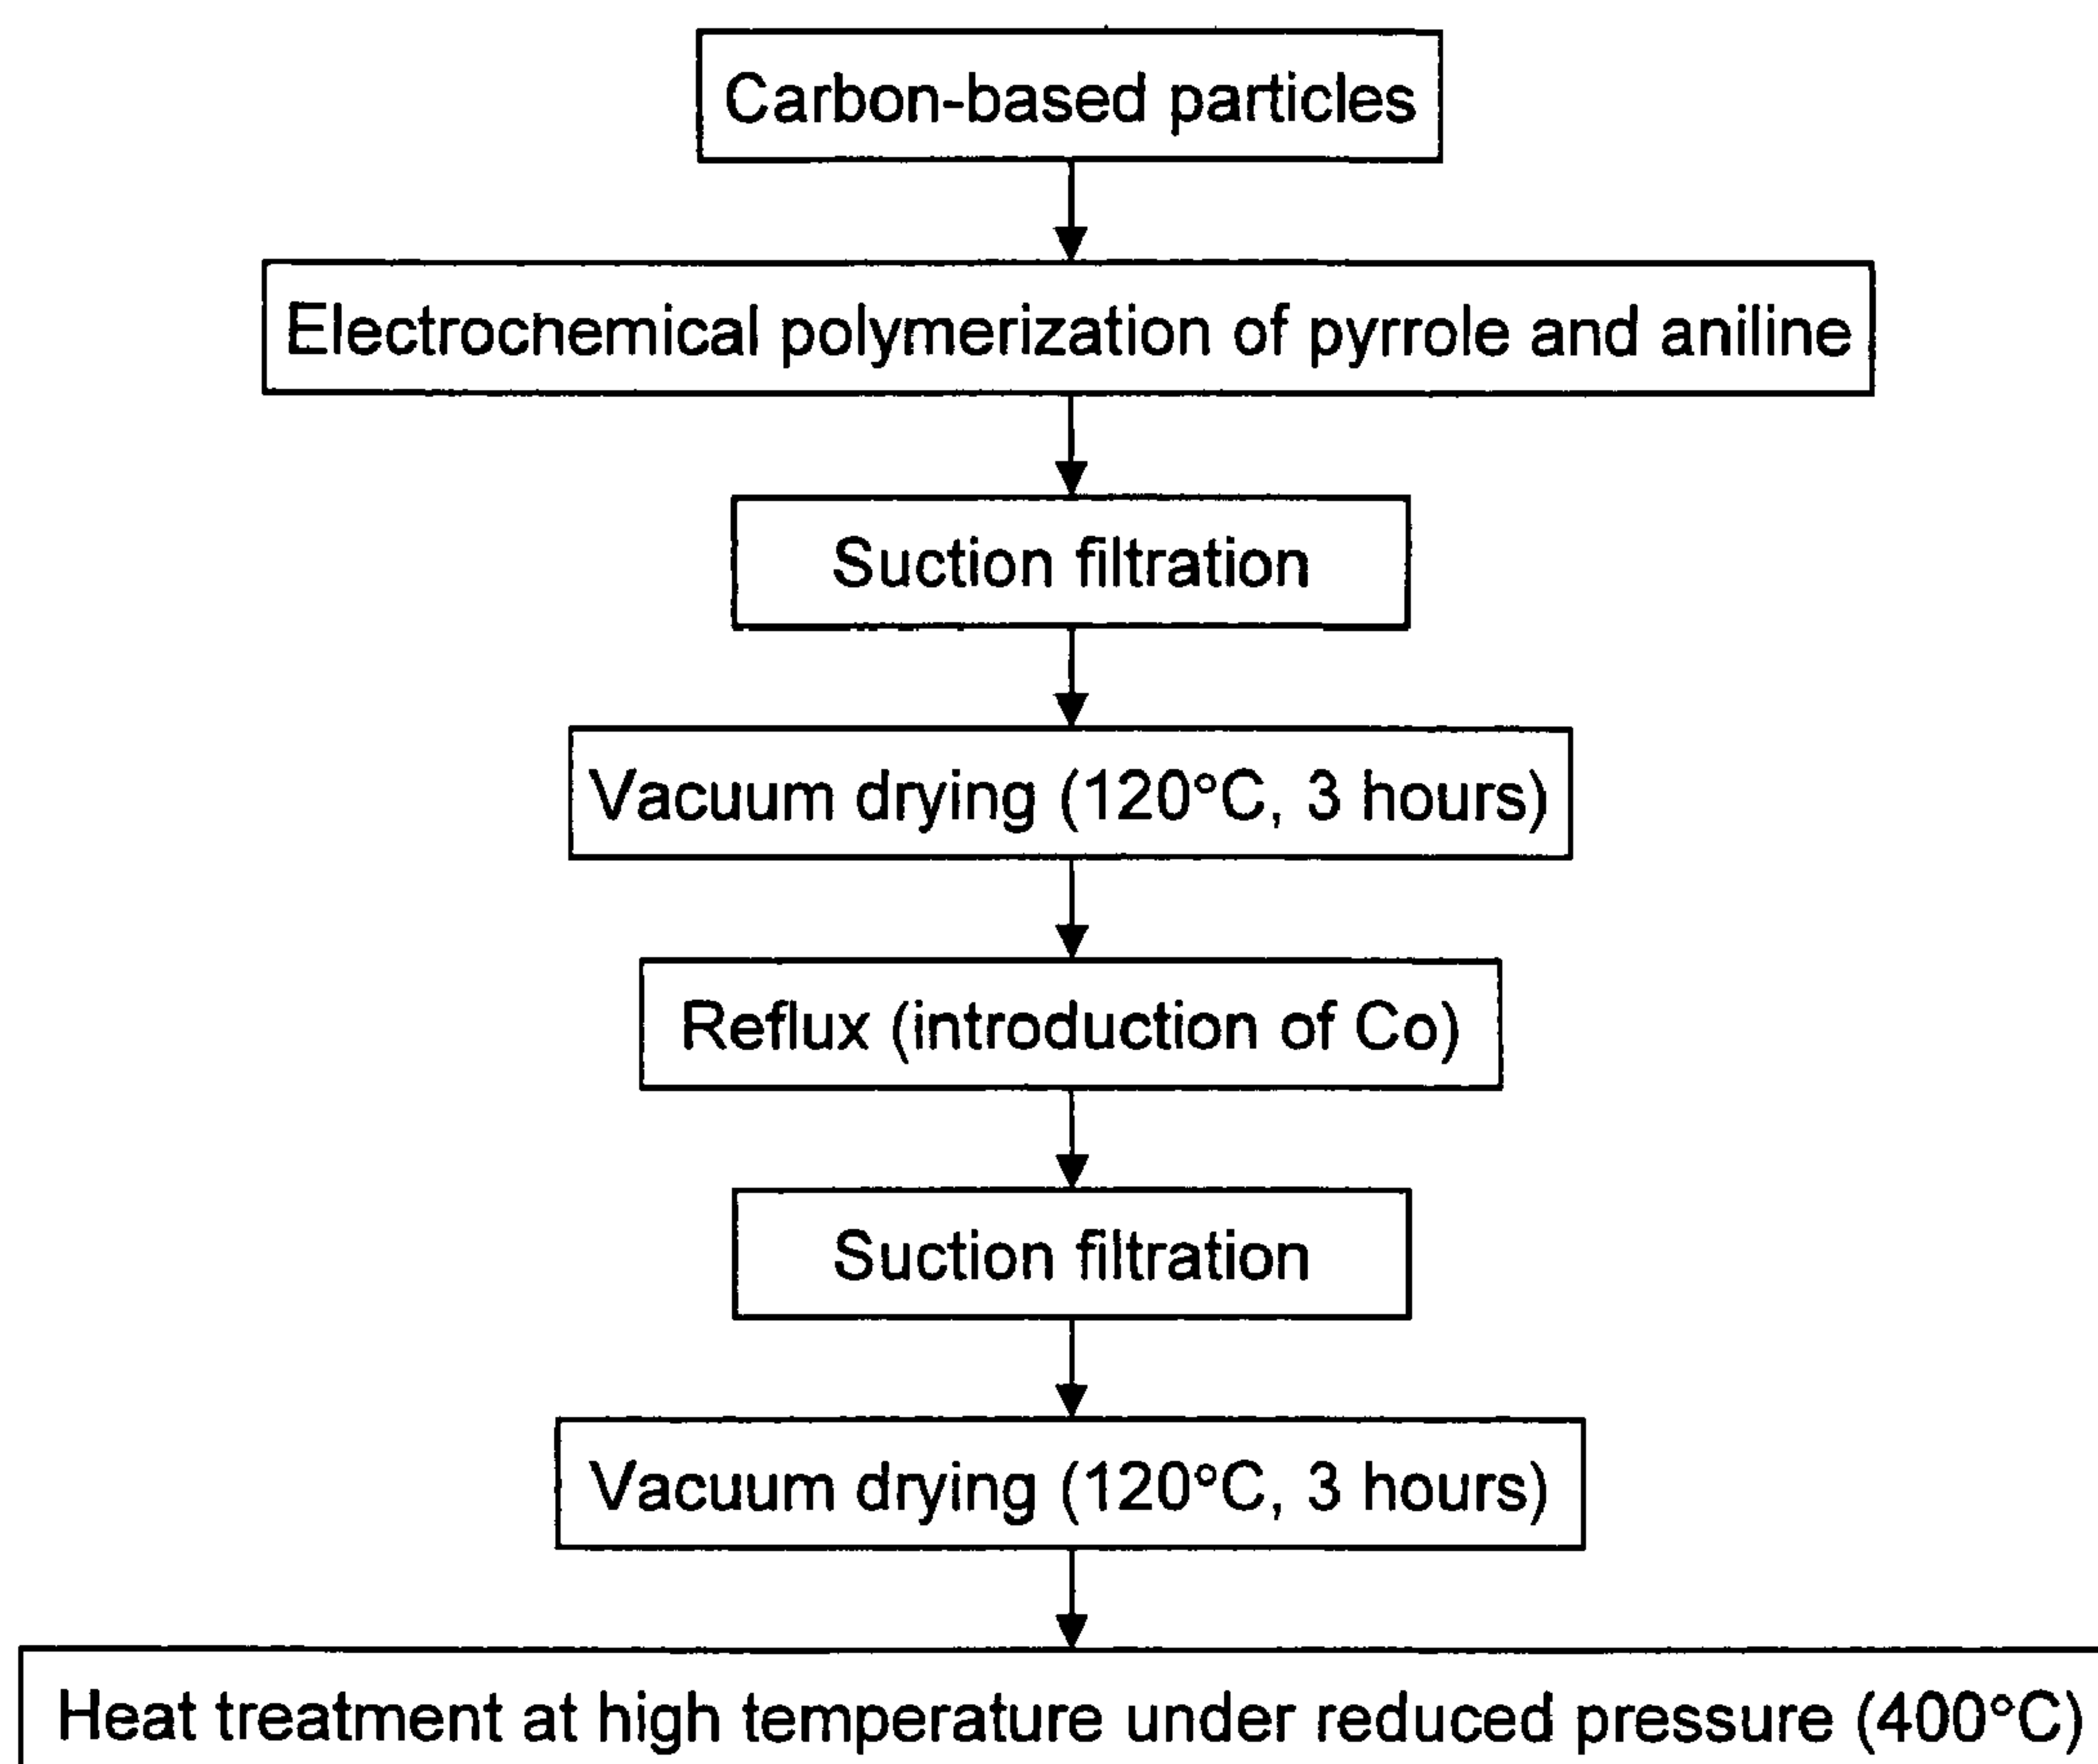 Carbon-based particles
Electrochemical polymerization of pyrrole and aniline
Suction filtration
Vacuum drying (120°C, 3 hours)
Reflux (introduction of Co)
Suction filtration
Vacuum drying (120°C, 3 hours)
Heat treatment at high temperature under reduced pressure (400°C)